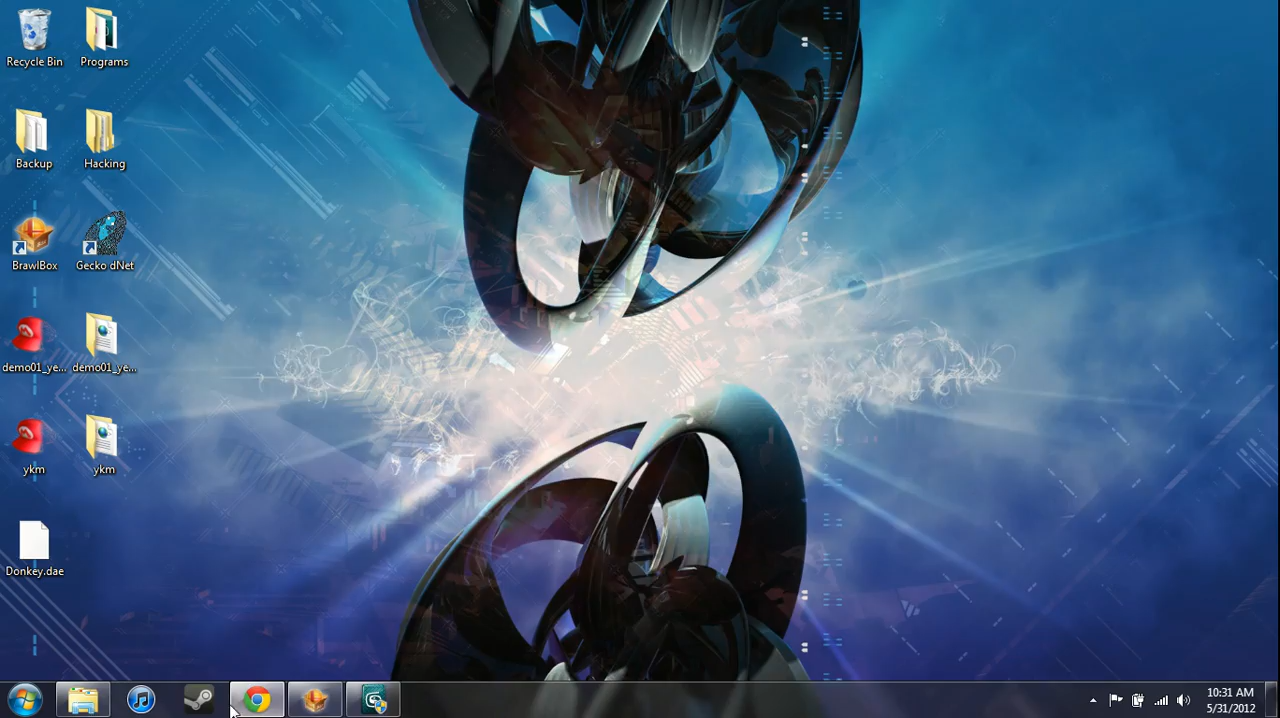 Recycle Bin
Programs
Backup
Hacking
BrawlBox
Gecko dNet
demo01_ye...
demo01_ye...
ykm
ykm
Donkey.dae
10:31 AM
5/31/2012